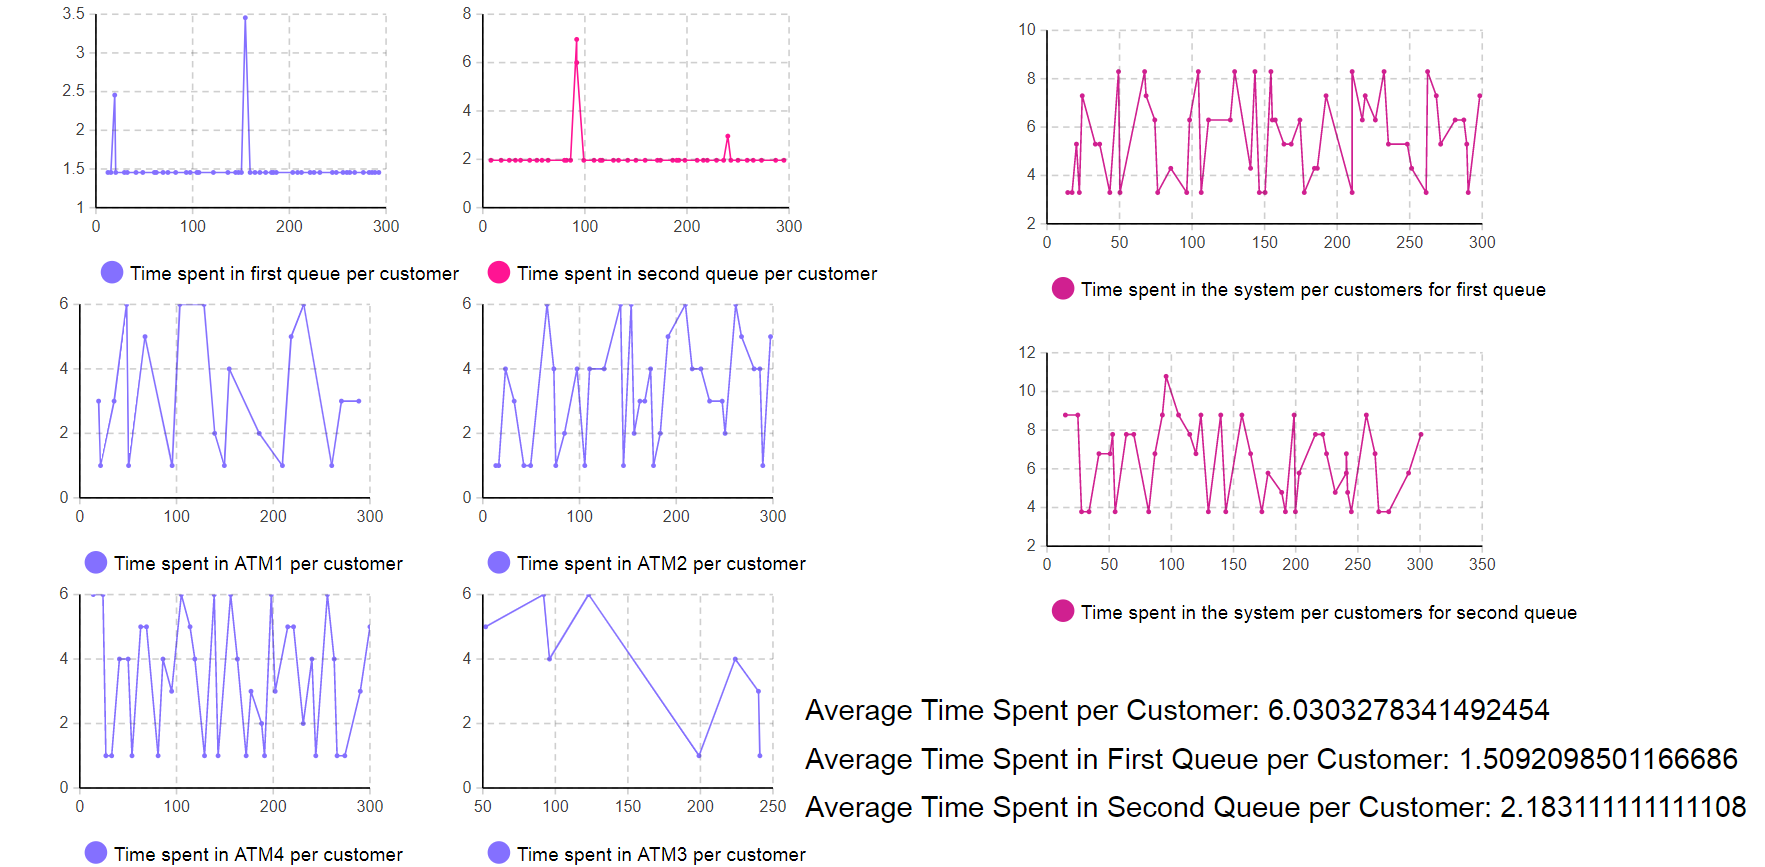 3.5
3
2.5
2
1.5
1
0 100 200 300
Time spent in first queue per customer
8
6
4
2
0
0 100 200 300
Time spent in second queue per customer
10
8
6
4
2
0 50 100 150 200 250 300
Time spent in the system per customers for first queue
6
4
2
0
0 100 200 300
Time spent in ATM1 per customer
6
4
2
0
0 100 200 300
Time spent in ATM2 per customer
12
10
8
6
4
2
0 50 100 150 200 250 300 350
Time spent in the system per customers for second queue
6
4
2
0
0 100 200 300
Time spent in ATM4 per customer
6
4
2
0
50 100 150 200 250
Time spent in ATM3 per customer
Average Time Spent per Customer: 6.0303278341492454
Average Time Spent in First Queue per Customer: 1.5092098501166686
Average Time Spent in Second Queue per Customer: 2.183111111111108